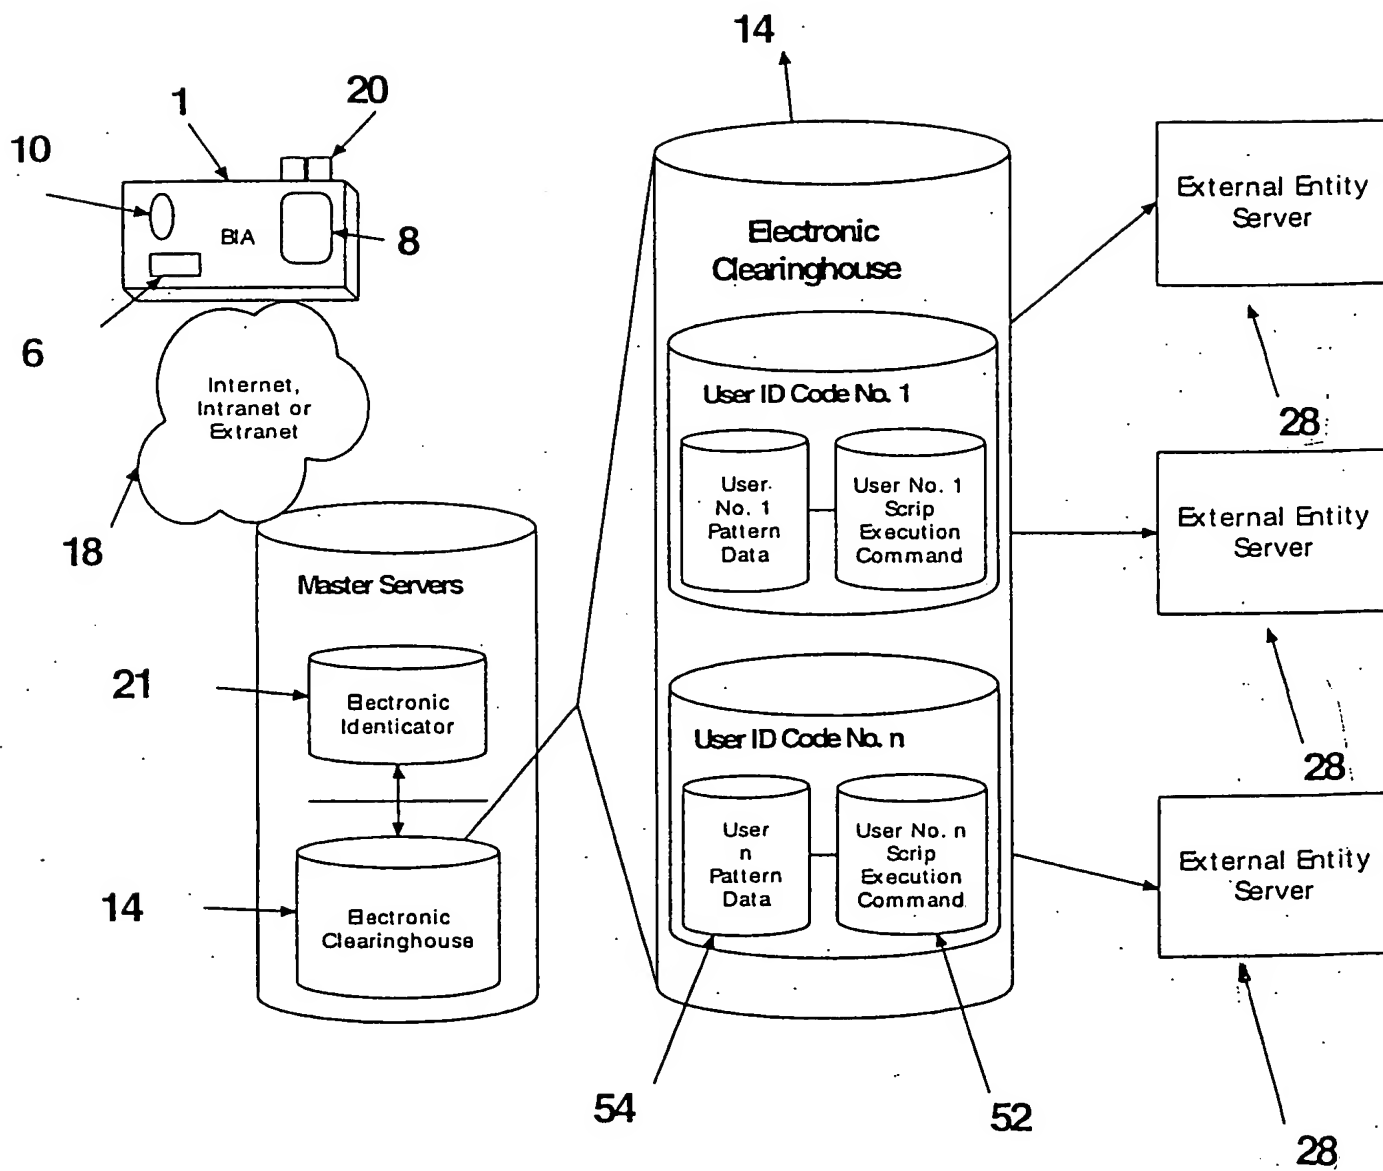 14
1
20
10
BIA
8
6
Internet,
Intranet or
Extranet
18
Master Servers
21
Electronic
Identicator
14
Electronic
Clearinghouse
Electronic
Clearinghouse
User ID Code No. 1
User
No. 1
Pattern
Data
User No. 1
Scrip
Execution
Command
User ID Code No. n
User
n
Pattern
Data
User No. n
Scrip
Execution
Command
54
52
External Entity
Server
28
External Entity
Server
28
External Entity
Server
28